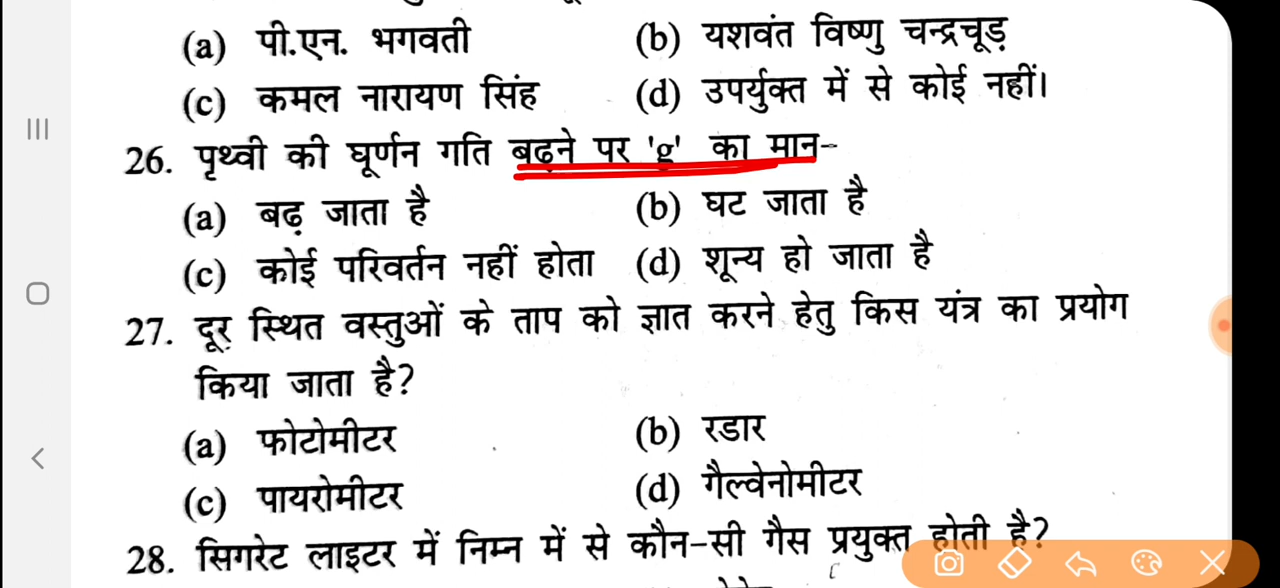 (a) पी.एन. भगवती (b) यशवंत विष्णु चन्द्रचूड़
(c) कमल नारायण सिंह (d) उपर्युक्त में से कोई नहीं।
26. पृथ्वी की घूर्णन गति बढ़ने पर 'g' का मान-
(a) बढ़ जाता है (b) घट जाता है
(c) कोई परिवर्तन नहीं होता (d) शून्य हो जाता है
27. दूर स्थित वस्तुओं के ताप को ज्ञात करने हेतु किस यंत्र का प्रयोग
किया जाता है?
(a) फोटोमीटर (b) रडार
(c) पायरोमीटर (d) गैल्वेनोमीटर
28. सिगरेट लाइटर में निम्न में से कौन-सी गैस प्रयुक्त होती है?